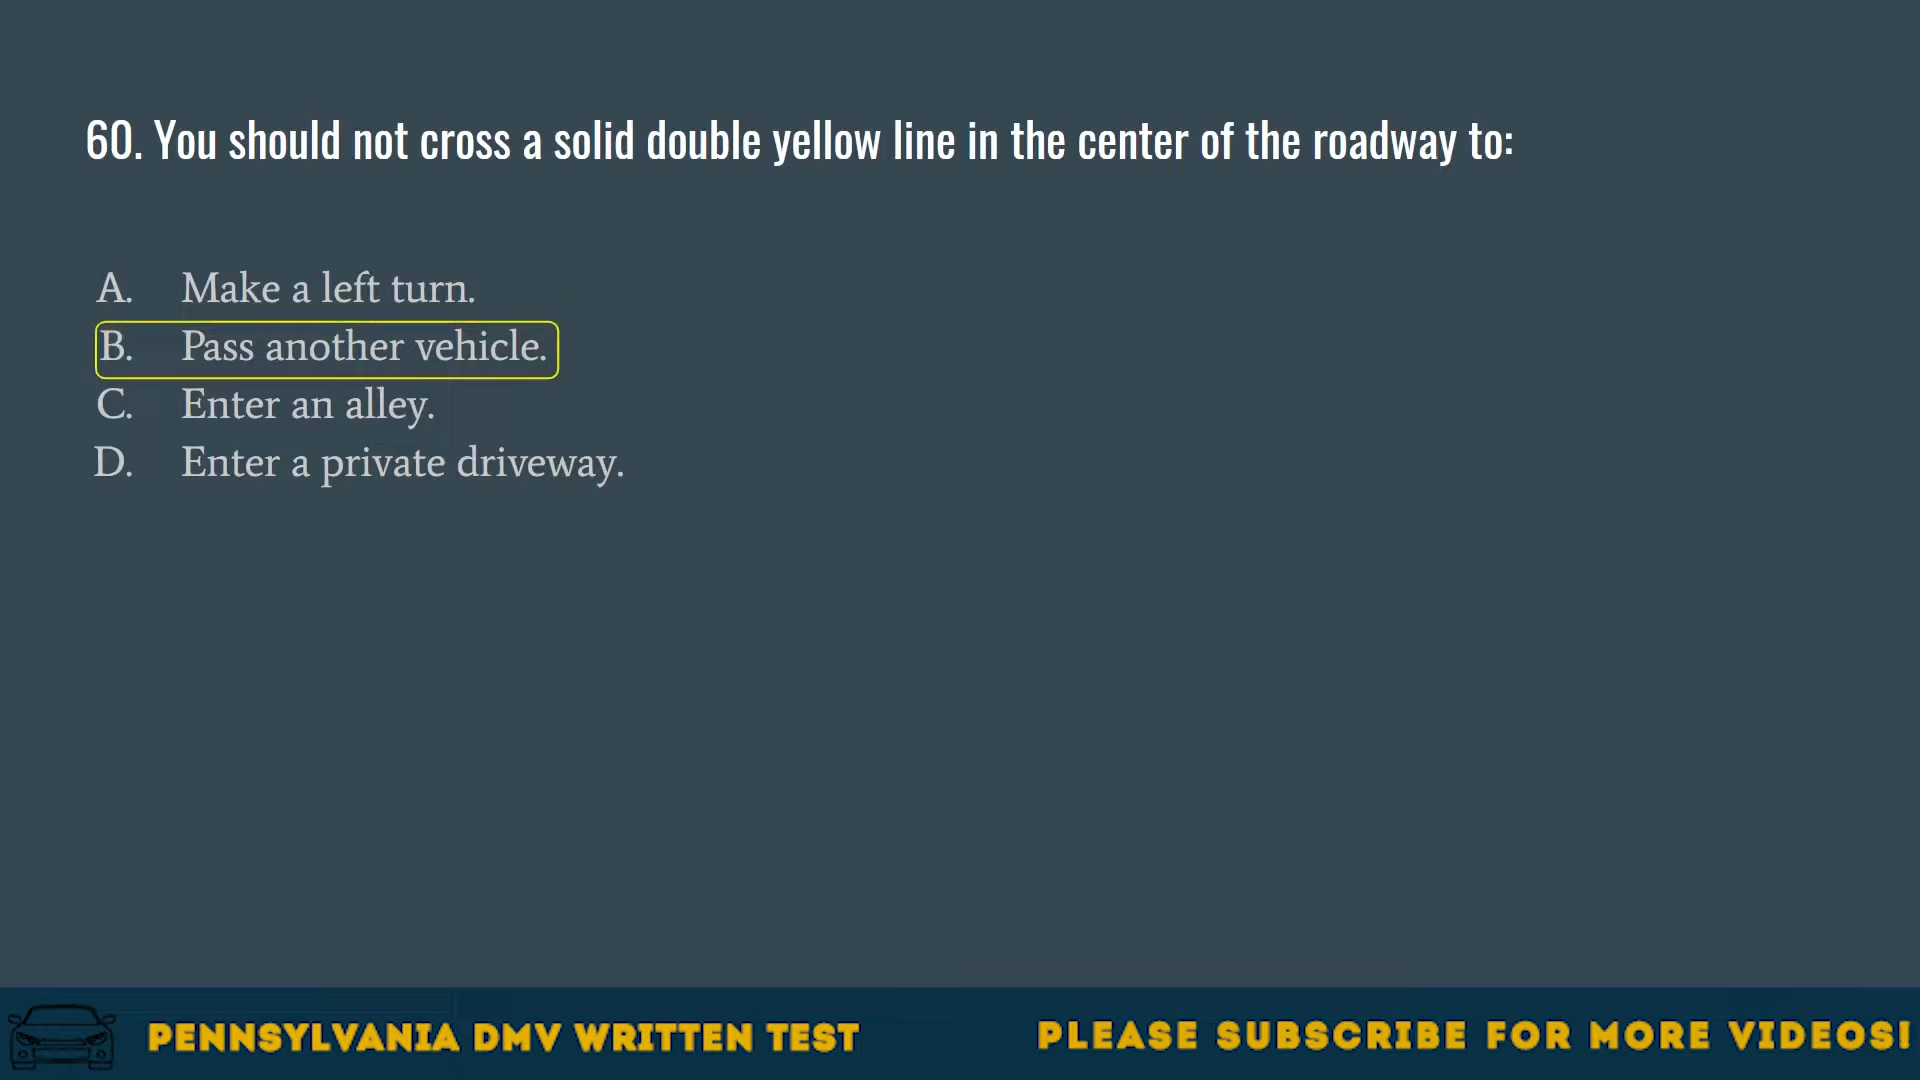 60. You should not cross a solid double yellow line in the center of the roadway to:
A. Make a left turn.
B. Pass another vehicle.
C. Enter an alley.
D. Enter a private driveway.
PENNSYLVANIA DMV WRITTEN TEST
PLEASE SUBSCRIBE FOR MORE VIDEOS!